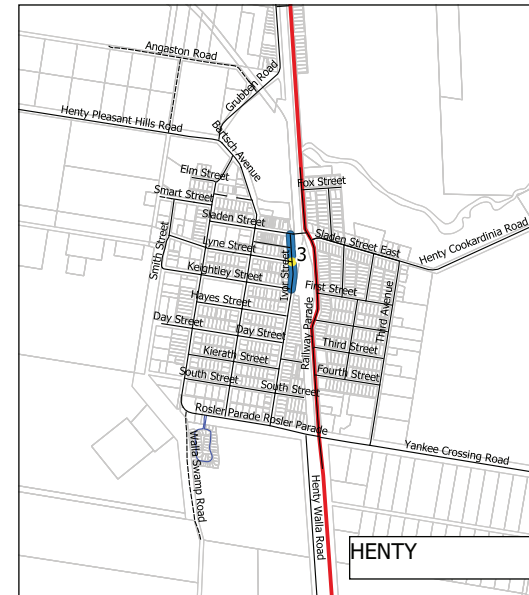 Angaston Road
Grubben Road
Henty Pleasant Hills Road
Bartsch Avenue
Elm Street
Fox Street
Smart Street
Sladen Street
Sladen Street East
Henty Cookardinia Road
Smith Street
Lyne Street
3
Ivor Street
Keightley Street
First Street
Third Avenue
Hayes Street
Railway Parade
Day Street
Day Street
Third Street
Kierath Street
Fourth Street
South Street
South Street
Rosler Parade
Rosler Parade
Yankee Crossing Road
Walla Swamp Road
Henty Walla Road
HENTY